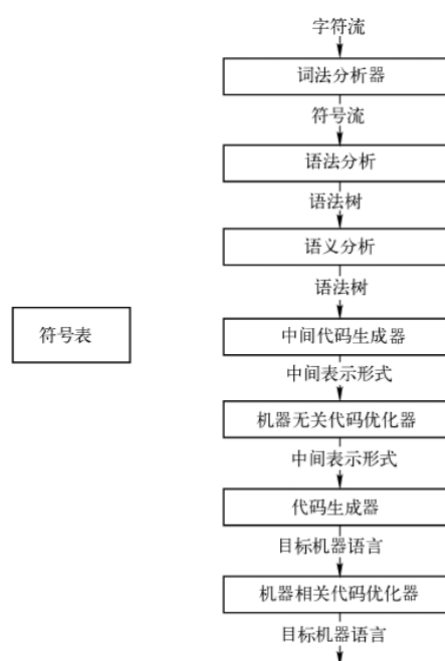 字符流
词法分析器
符号流
语法分析
语法树
语义分析
语法树
符号表
中间代码生成器
中间表示形式
机器无关代码优化器
中间表示形式
代码生成器
目标机器语言
机器相关代码优化器
目标机器语言